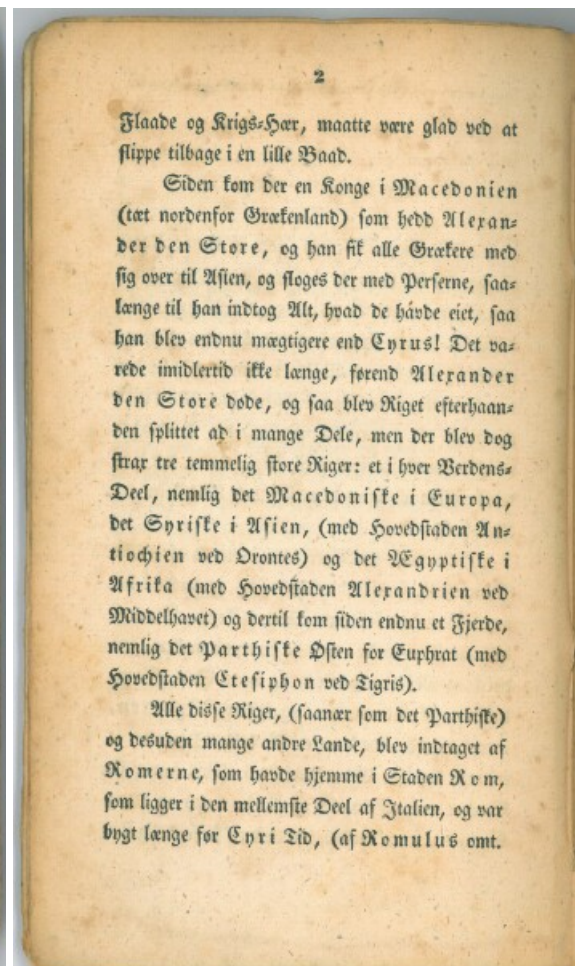 2
Flaade og Krigs-Hær, maatte være glad ved at
slippe tilbage i en lille Baad.
Siden kom der en Konge i Macedonien
(tæt nordenfor Grækenland) som hedd Alexan-
der den Store, og han fik alle Grækere med
sig over til Asien, og sloges der med Perserne, saa-
længe til han indtog Alt, hvad de havde eiet, saa
han blev endnu mægtigere end Cyrus! Det va-
rede imidlertid ikke længe, førend Alexander
den Store døde, og saa blev Riget efterhaan-
den splittet ad i mange Dele, men der blev dog
strax tre temmelig store Riger: et i hver Verdens-
Deel, nemlig det Macedoniske i Europa,
det Syriske i Asien, (med Hovedstaden An-
tiochien ved Orontes) og det Ægyptiske i
Afrika (med Hovedstaden Alexandrien ved
Middelhavet) og dertil kom siden endnu et Fjerde,
nemlig det Parthiske Østen for Euphrat (med
Hovedstaden Ctesiphon ved Tigris).
Alle disse Riger, (saanær som det Parthiske)
og desuden mange andre Lande, blev indtaget af
Romerne, som havde hjemme i Staden Rom,
som ligger i den mellemste Deel af Italien, og var
bygt længe før Cyri Tid, (af Romulus omt.